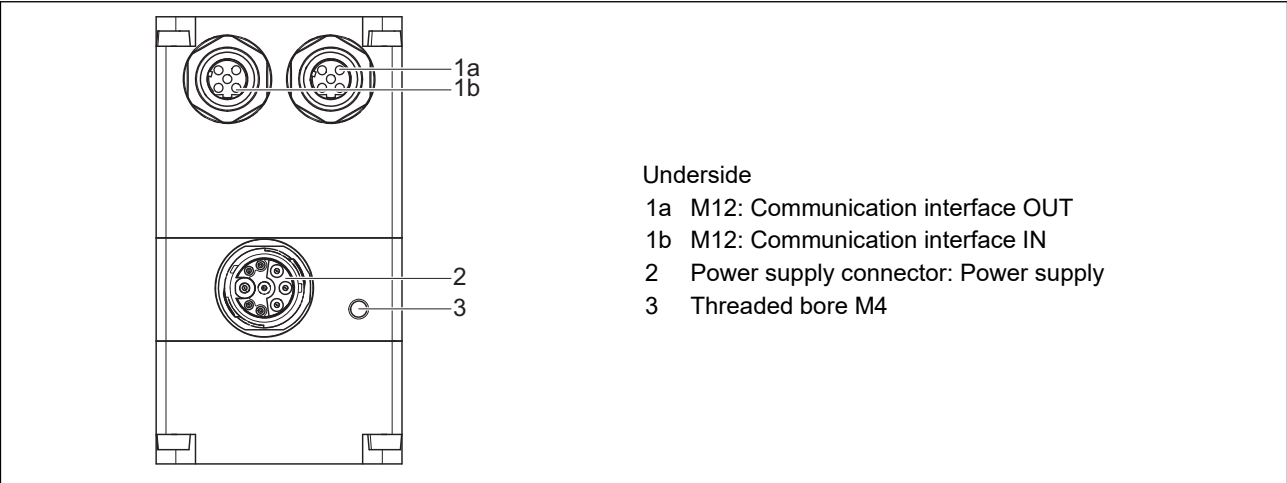 1a
1b
2
3
Underside
1a M12: Communication interface OUT
1b M12: Communication interface IN
2 Power supply connector: Power supply
3 Threaded bore M4